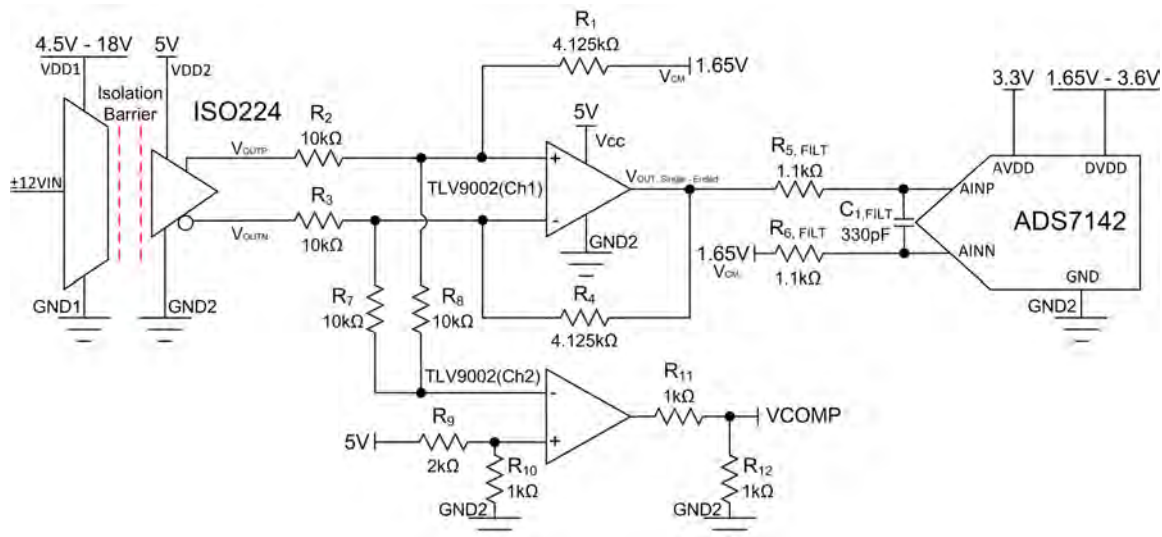 R1
4.125kΩ
4.5V - 18V
VDD1
5V
VDD2
1.65V
VCM
3.3V
1.65V - 3.6V
Isolation
Barrier
ISO224
R2
10kΩ
5V
Vcc
AVDD
DVDD
VOUTP
R5, FILT
1.1kΩ
±12VIN
+
TLV9002(Ch1)
-
VOUT, Single - Ended
AINP
R3
10kΩ
VOUTN
GND2
C1,FILT
330pF
ADS7142
1.65V
VCM,
R6, FILT
1.1kΩ
AINN
GND
GND1
GND2
GND2
R7
10kΩ
R8
10kΩ
R4
4.125kΩ
TLV9002(Ch2)
-
+
R11
1kΩ
VCOMP
5V
R9
2kΩ
R10
1kΩ
GND2
R12
1kΩ
GND2